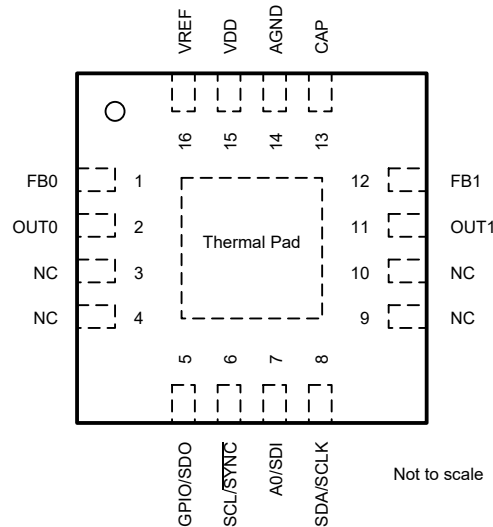 VREF
VDD
AGND
CAP
16
15
14
13
FB0 1
12 FB1
OUT0 2
11 OUT1
Thermal Pad
NC 3
10 NC
NC 4
9 NC
5
6
7
8
GPIO/SDO
SCL/SYNC
A0/SDI
SDA/SCLK
Not to scale